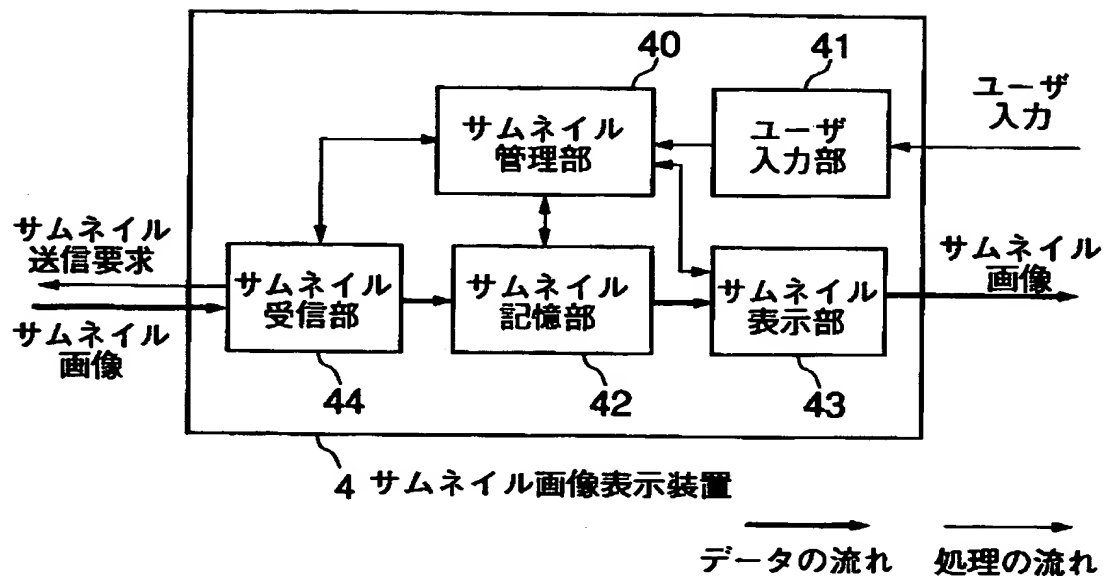 40
41
ユーザ
入力
サムネイル
管理部
ユーザ
入力部
サムネイル
送信要求
サムネイル
画像
サムネイル
受信部
サムネイル
記憶部
サムネイル
表示部
サムネイル
画像
44
42
43
4 サムネイル画像表示装置
データの流れ
処理の流れ